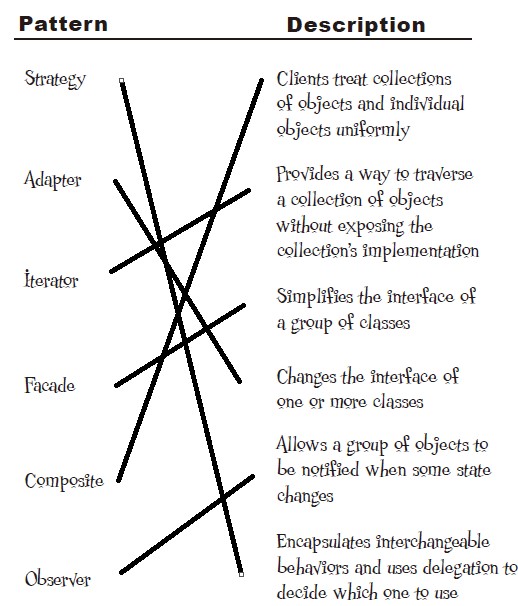 Pattern Description
Strategy
Clients treat collections
of objects and individual
objects uniformly
Adapter
Provides a way to traverse
a collection of objects
without exposing the
collection's implementation
Iterator
Simplifies the interface of
a group of classes
Facade
Changes the interface of
one or more classes
Composite
Allows a group of objects to
be notified when some state
changes
Observer
Encapsulates interchangeable
behaviors and uses delegation to
decide which one to use